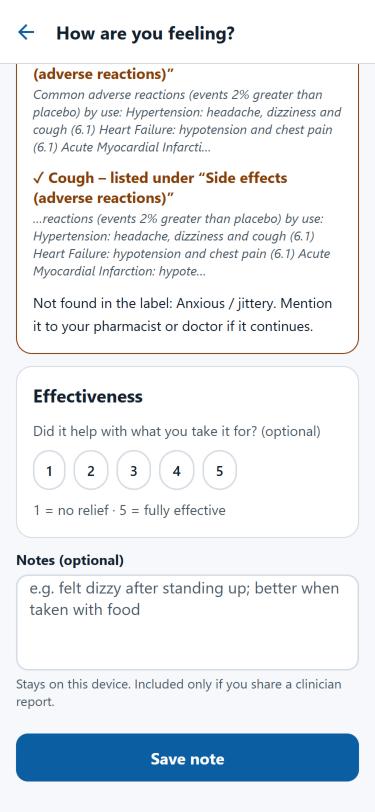 How are you feeling?
(adverse reactions)”
Common adverse reactions (events 2% greater than
placebo) by use: Hypertension: headache, dizziness and
cough (6.1) Heart Failure: hypotension and chest pain
(6.1) Acute Myocardial Infarcti...
✓ Cough – listed under “Side effects
(adverse reactions)”
...reactions (events 2% greater than placebo) by use:
Hypertension: headache, dizziness and cough (6.1)
Heart Failure: hypotension and chest pain (6.1) Acute
Myocardial Infarction: hypote...
Not found in the label: Anxious / jittery. Mention
it to your pharmacist or doctor if it continues.
Effectiveness
Did it help with what you take it for? (optional)
1 2 3 4 5
1 = no relief · 5 = fully effective
Notes (optional)
e.g. felt dizzy after standing up; better when
taken with food
Stays on this device. Included only if you share a clinician
report.
Save note